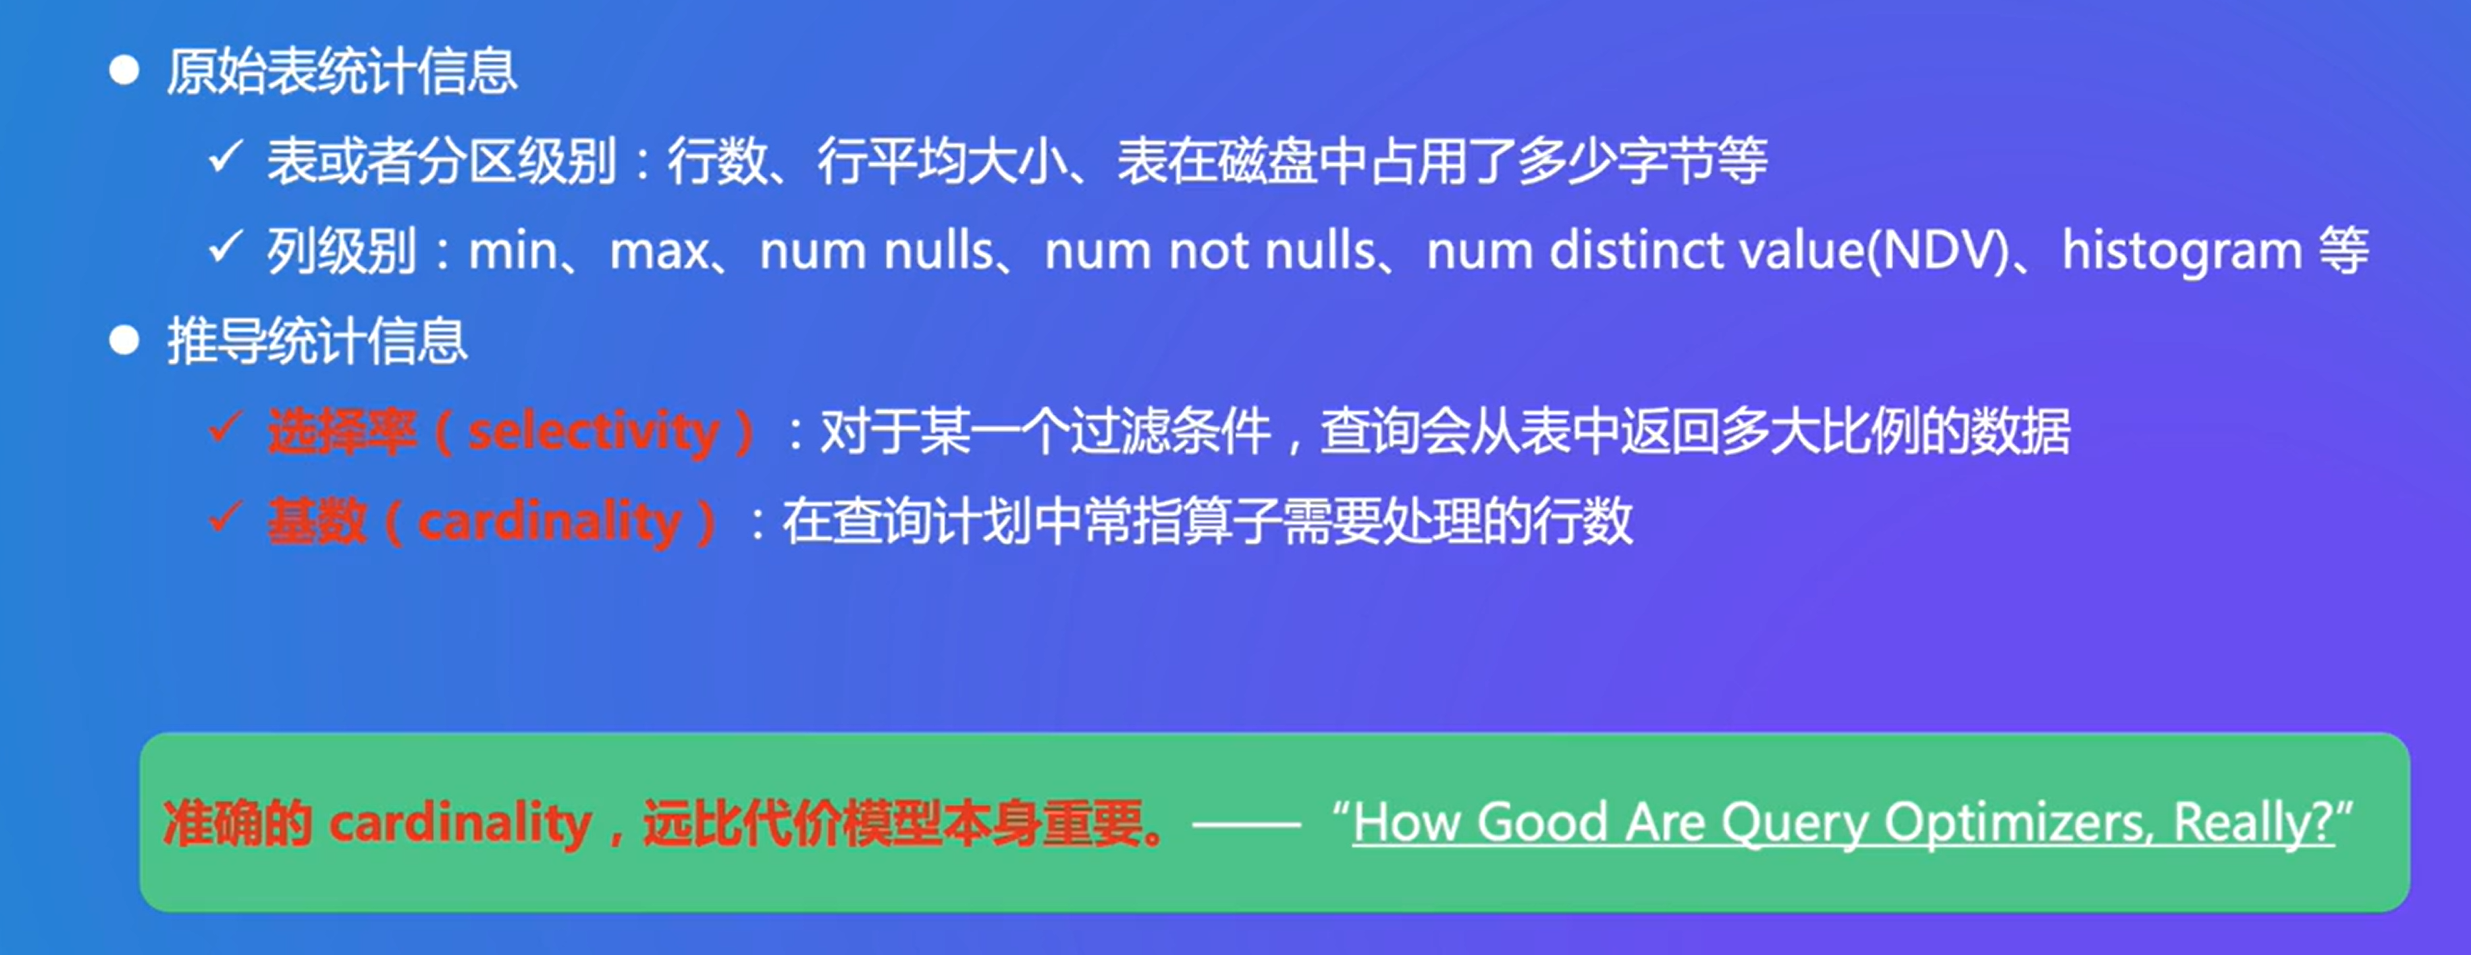 ● 原始表统计信息
✓ 表或者分区级别：行数、行平均大小、表在磁盘中占用了多少字节等
✓ 列级别：min、max、num nulls、num not nulls、num distinct value(NDV)、histogram 等
● 推导统计信息
✓ 选择率（selectivity）：对于某一个过滤条件，查询会从表中返回多大比例的数据
✓ 基数（cardinality）：在查询计划中常指算子需要处理的行数
准确的 cardinality，远比代价模型本身重要。—— “How Good Are Query Optimizers, Really?”